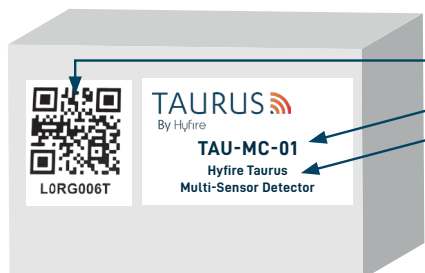 L0RG006T
TAURUS
By Hyfire
TAU-MC-01
Hyfire Taurus
Multi-Sensor Detector